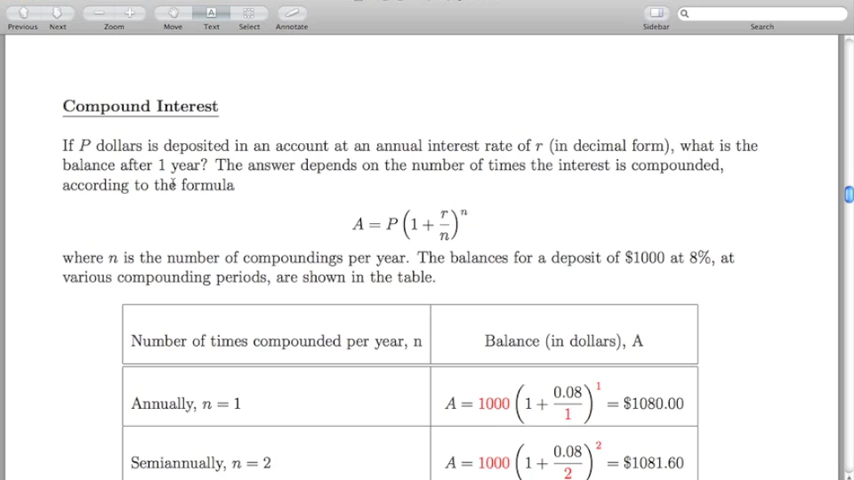 Previous Next Zoom Move Text Select Annotate Sidebar Search
Compound Interest
If P dollars is deposited in an account at an annual interest rate of r (in decimal form), what is the
balance after 1 year? The answer depends on the number of times the interest is compounded,
according to the formula
A = P(1 + r/n)^n
where n is the number of compoundings per year. The balances for a deposit of $1000 at 8%, at
various compounding periods, are shown in the table.
Number of times compounded per year, n Balance (in dollars), A
Annually, n = 1 A = 1000(1 + 0.08/1)^1 = $1080.00
Semiannually, n = 2 A = 1000(1 + 0.08/2)^2 = $1081.60